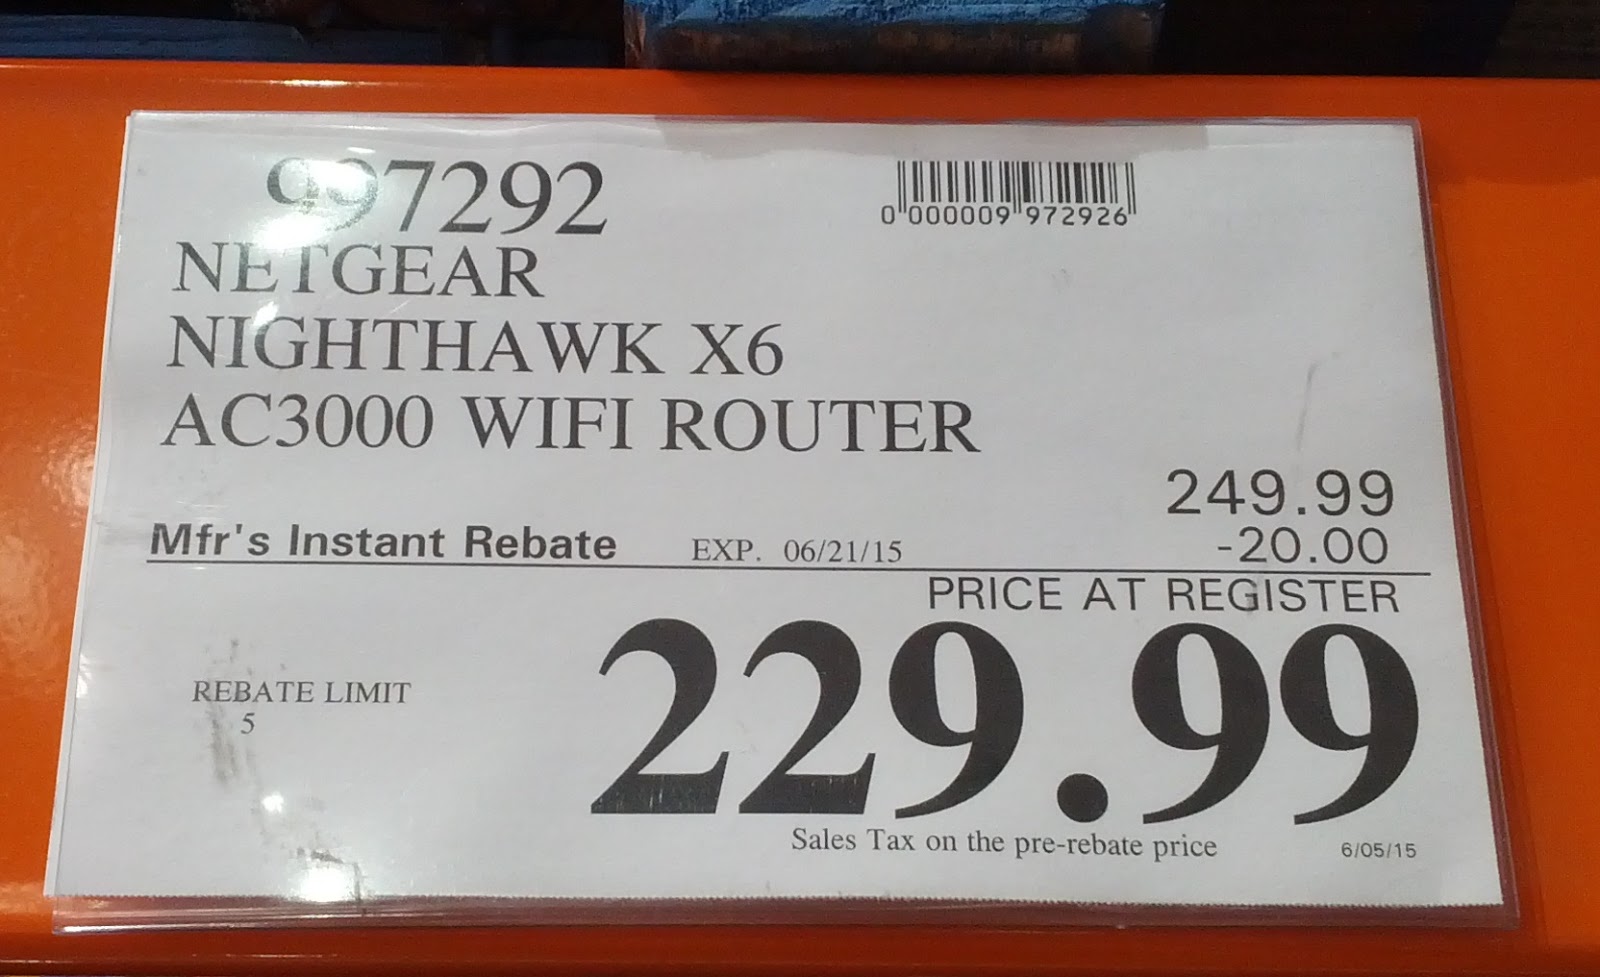 997292
0 000009 972926
NETGEAR
NIGHTHAWK X6
AC3000 WIFI ROUTER
249.99
Mfr's Instant Rebate EXP. 06/21/15 -20.00
PRICE AT REGISTER
229.99
REBATE LIMIT
5
Sales Tax on the pre-rebate price 6/05/15